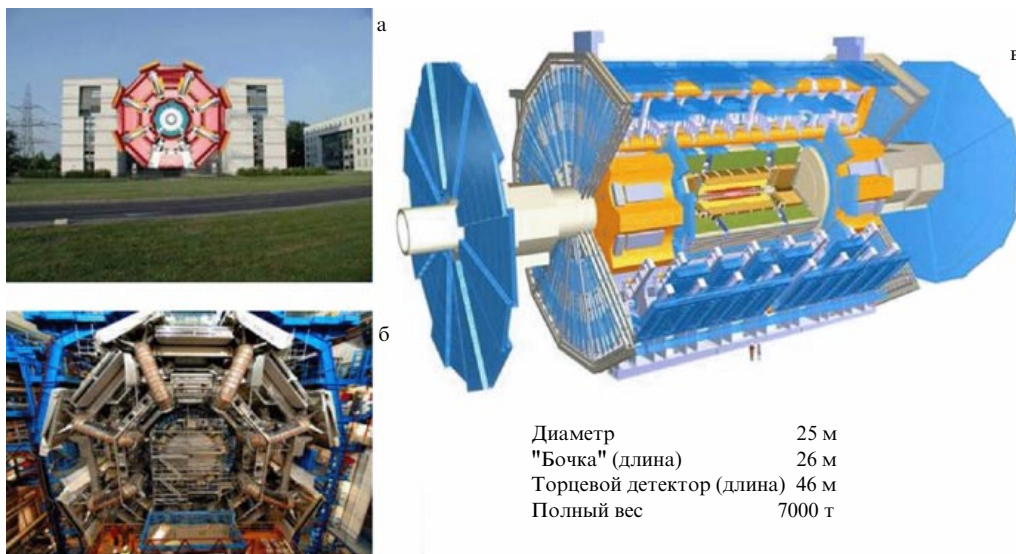 а
в
б
Диаметр 25 м
"Бочка" (длина) 26 м
Торцевой детектор (длина) 46 м
Полный вес 7000 т